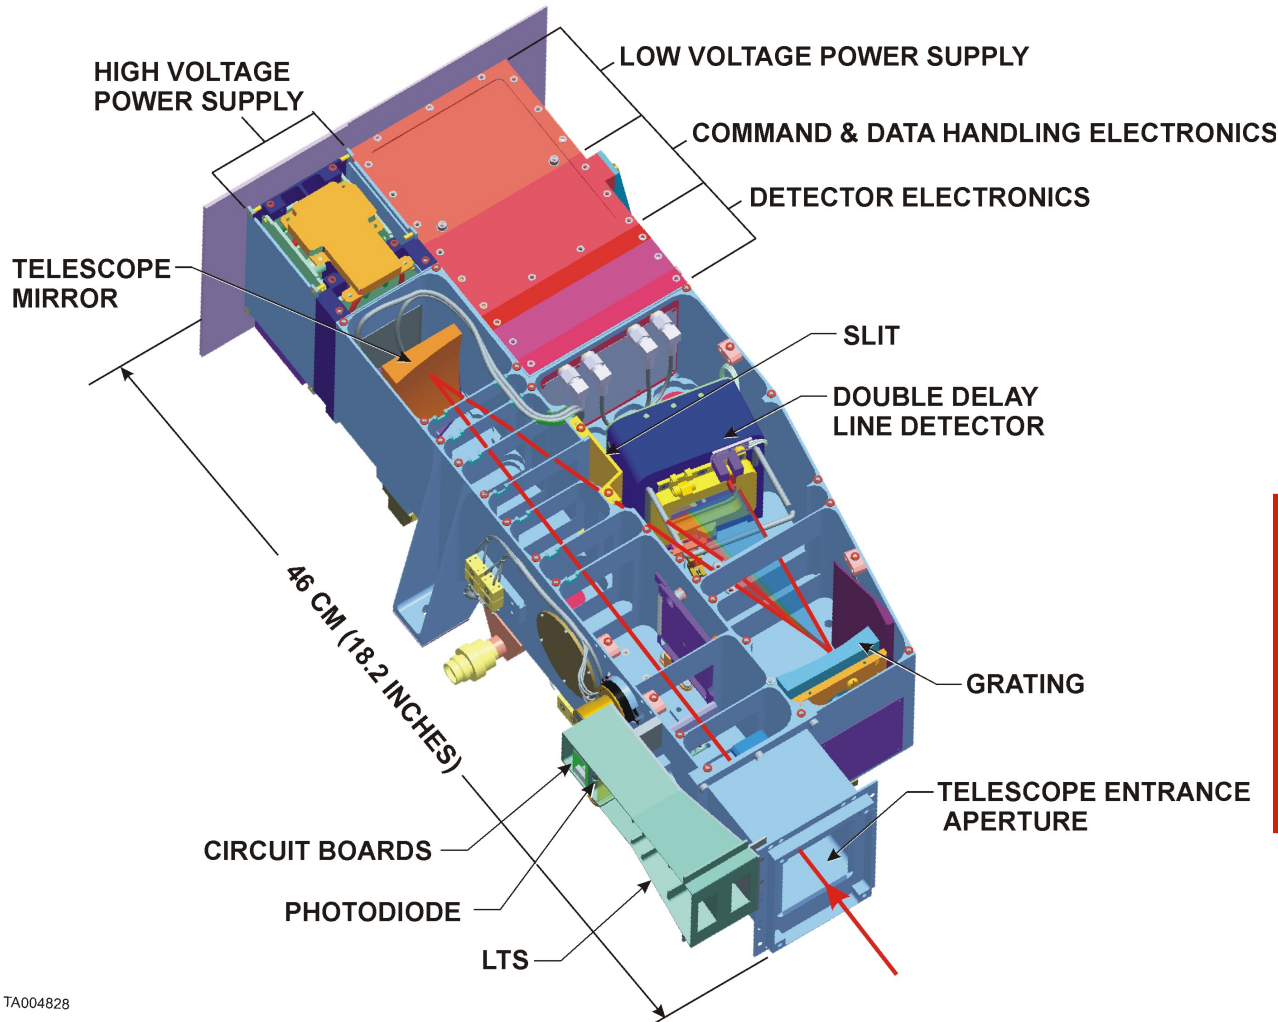 HIGH VOLTAGE
POWER SUPPLY
LOW VOLTAGE POWER SUPPLY
COMMAND & DATA HANDLING ELECTRONICS
DETECTOR ELECTRONICS
TELESCOPE
MIRROR
SLIT
DOUBLE DELAY
LINE DETECTOR
46 CM (18.2 INCHES)
GRATING
TELESCOPE ENTRANCE
APERTURE
CIRCUIT BOARDS
PHOTODIODE
LTS
TA004828